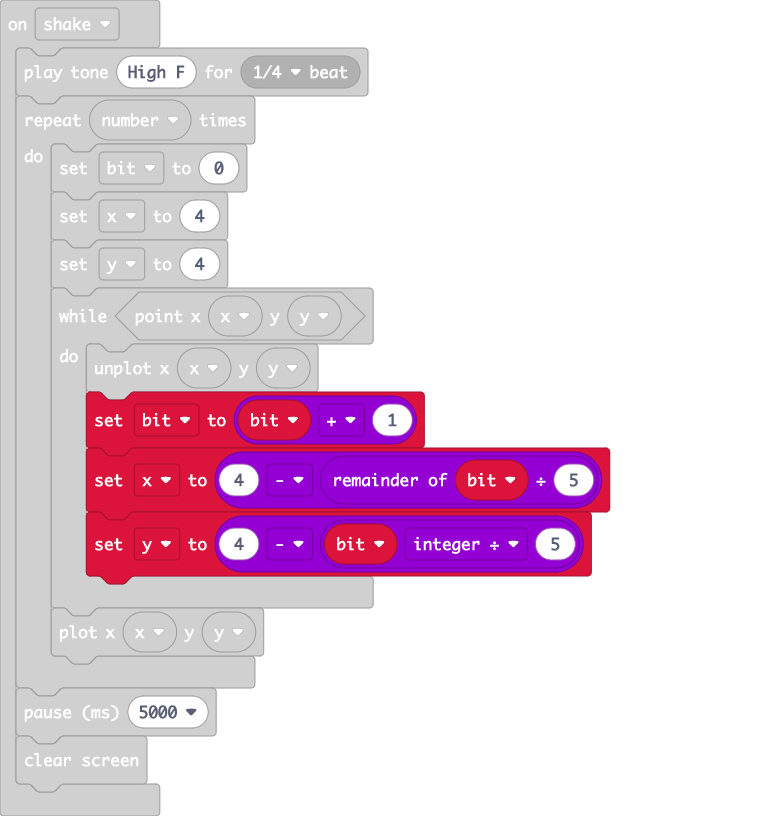 on shake
play tone High F for 1/4 beat
repeat number times
do
set bit to 0
set x to 4
set y to 4
while point x x y y
do
unplot x x y y
set bit to bit + 1
set x to 4 - remainder of bit ÷ 5
set y to 4 - bit integer ÷ 5
plot x x y y
pause (ms) 5000
clear screen